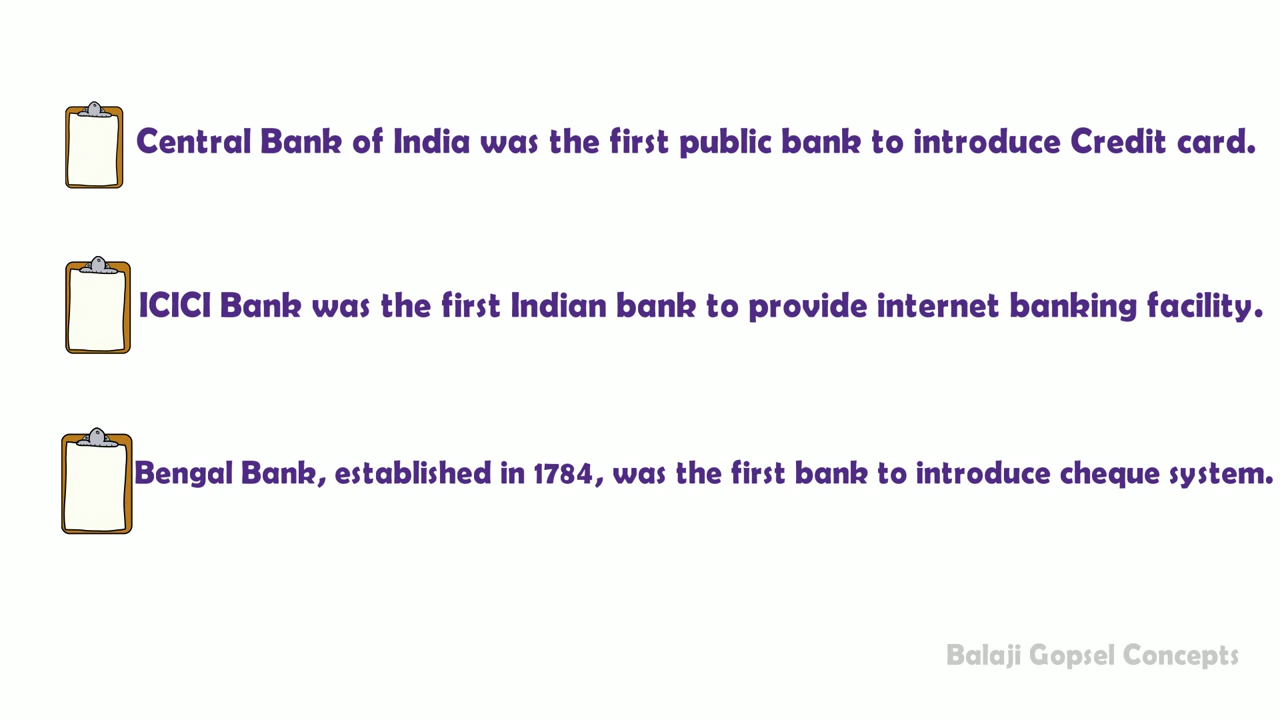 Central Bank of India was the first public bank to introduce Credit card.
ICICI Bank was the first Indian bank to provide internet banking facility.
Bengal Bank, established in 1784, was the first bank to introduce cheque system.
Balaji Gopsel Concepts